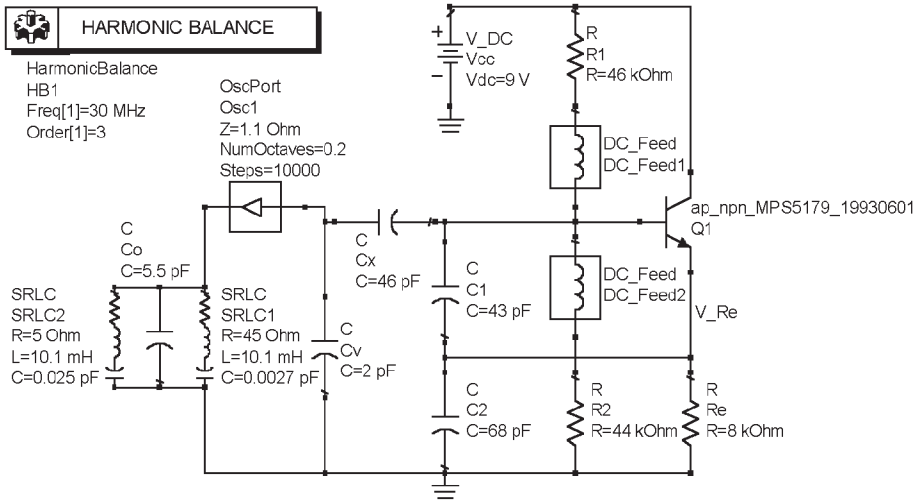 HARMONIC BALANCE
HarmonicBalance
HB1
Freq[1]=30 MHz
Order[1]=3
OscPort
Osc1
Z=1.1 Ohm
NumOctaves=0.2
Steps=10000
+
−
V_DC
Vcc
Vdc=9 V
R
R1
R=46 kOhm
DC_Feed
DC_Feed1
ap_npn_MPS5179_19930601
Q1
C
Co
C=5.5 pF
C
Cx
C=46 pF
C
C1
C=43 pF
DC_Feed
DC_Feed2
V_Re
SRLC
SRLC2
R=5 Ohm
L=10.1 mH
C=0.025 pF
SRLC
SRLC1
R=45 Ohm
L=10.1 mH
C=0.0027 pF
C
Cv
C=2 pF
C
C2
C=68 pF
R
R2
R=44 kOhm
R
Re
R=8 kOhm